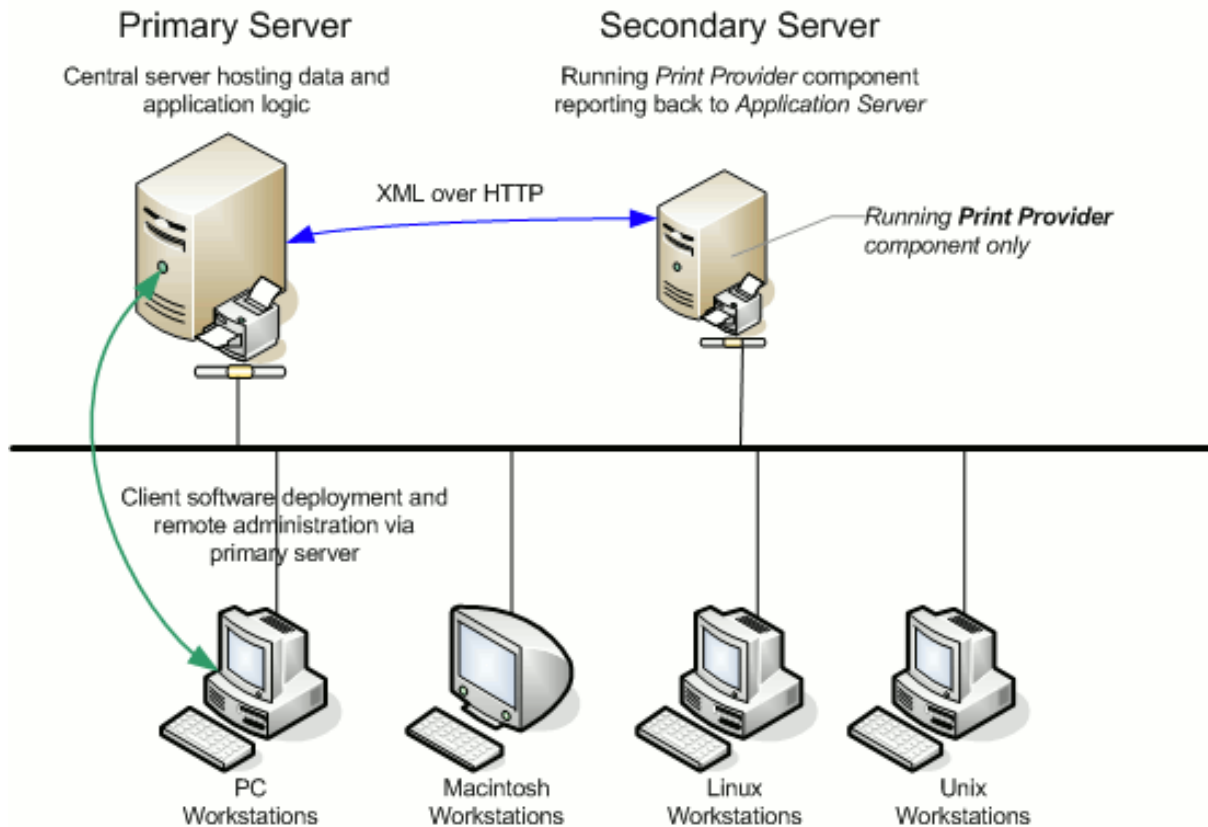 Primary Server
Central server hosting data and
application logic
Secondary Server
Running Print Provider component
reporting back to Application Server
XML over HTTP
Running Print Provider
component only
Client software deployment and
remote administration via
primary server
PC
Workstations
Macintosh
Workstations
Linux
Workstations
Unix
Workstations